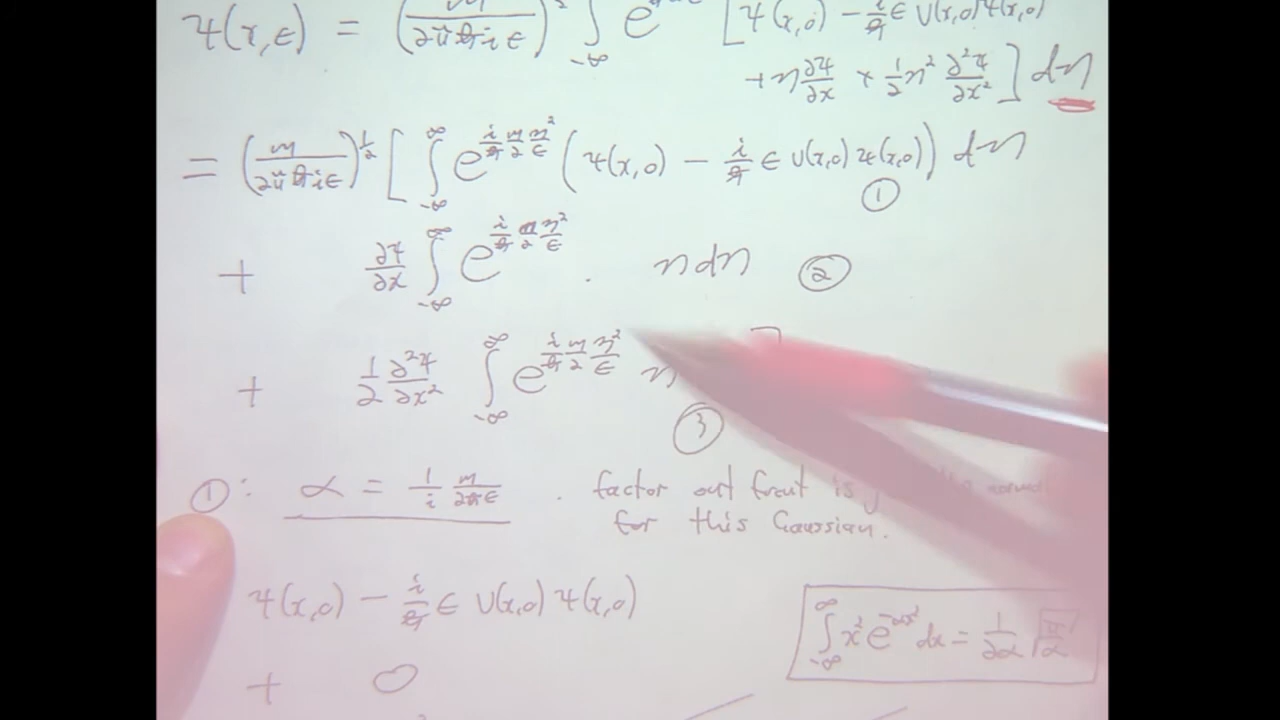 Ψ(x,ε) = (m/2πħiε)^½ ∫_{-∞} e [Ψ(x,0) − i/ħ ε U(x,0)Ψ(x,0)
+ η ∂Ψ/∂x + ½η² ∂²Ψ/∂x²] dη
= (m/2πħiε)^½ [∫_{-∞}^{∞} e^{i/ħ m/2 η²/ε} (Ψ(x,0) − i/ħ ε U(x,0)Ψ(x,0)) dη
①
+ ∂Ψ/∂x ∫_{-∞}^{∞} e^{i/ħ m/2 η²/ε} · η dη ②
+ ½ ∂²Ψ/∂x² ∫_{-∞}^{∞} e^{i/ħ m/2 η²/ε} η ]
③
①: α = 1/i m/2ħε . factor out front is
for this Gaussian.
Ψ(x,0) − i/ħ ε U(x,0)Ψ(x,0)
∫_{-∞}^{∞} x² e^{-αx²} dx = 1/2α √(π/α)
+ 0